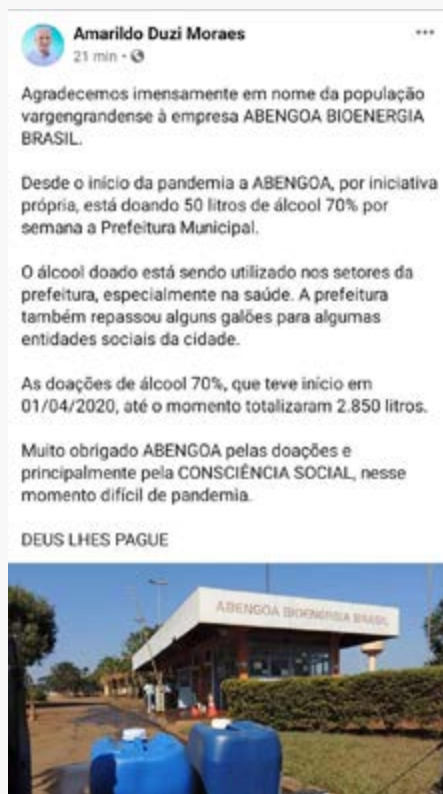 Amarildo Duzi Moraes
21 min •
Agradecemos imensamente em nome da população
vargengrandense à empresa ABENGOA BIOENERGIA
BRASIL.
Desde o início da pandemia a ABENGOA, por iniciativa
própria, está doando 50 litros de álcool 70% por
semana a Prefeitura Municipal.
O álcool doado está sendo utilizado nos setores da
prefeitura, especialmente na saúde. A prefeitura
também repassou alguns galões para algumas
entidades sociais da cidade.
As doações de álcool 70%, que teve início em
01/04/2020, até o momento totalizaram 2.850 litros.
Muito obrigado ABENGOA pelas doações e
principalmente pela CONSCIÊNCIA SOCIAL, nesse
momento difícil de pandemia.
DEUS LHES PAGUE
ABENGOA BIOENERGIA BRASIL